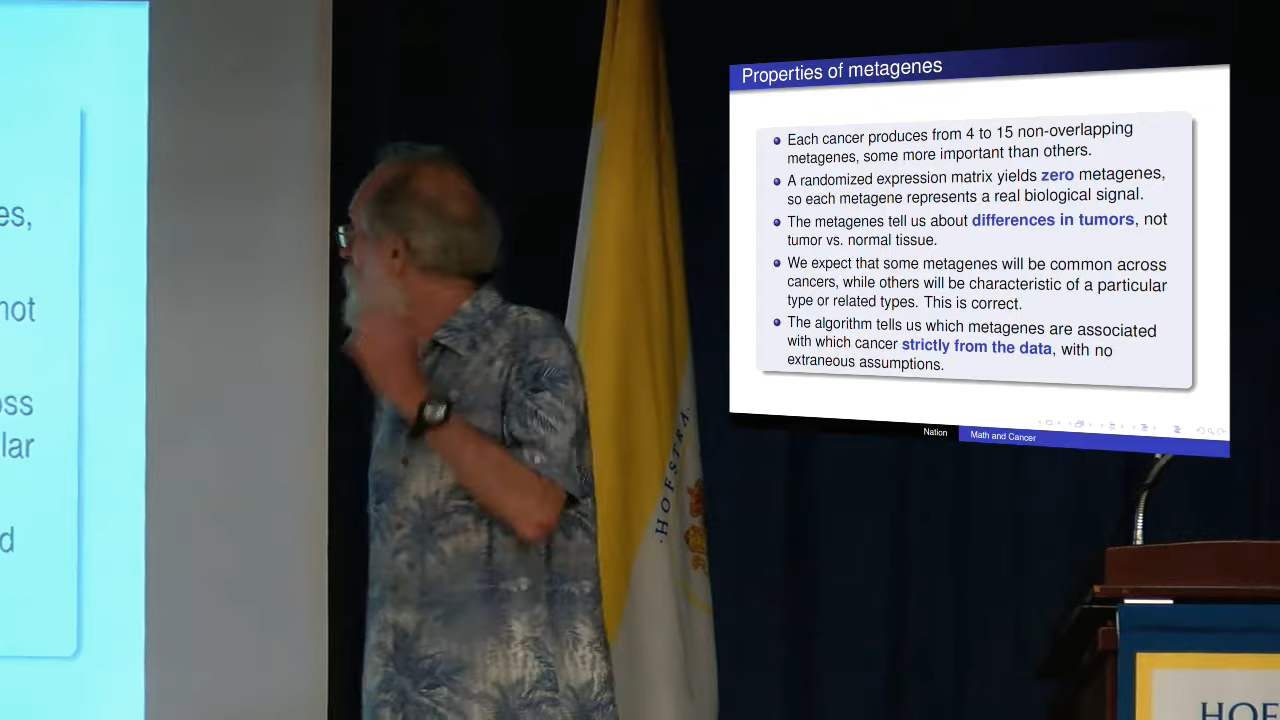 es,
not
oss
lar
d
Properties of metagenes
Each cancer produces from 4 to 15 non-overlapping
metagenes, some more important than others.
A randomized expression matrix yields zero metagenes,
so each metagene represents a real biological signal.
The metagenes tell us about differences in tumors, not
tumor vs. normal tissue.
We expect that some metagenes will be common across
cancers, while others will be characteristic of a particular
type or related types. This is correct.
The algorithm tells us which metagenes are associated
with which cancer strictly from the data, with no
extraneous assumptions.
Nation Math and Cancer
·HOFSTRA·
HOF